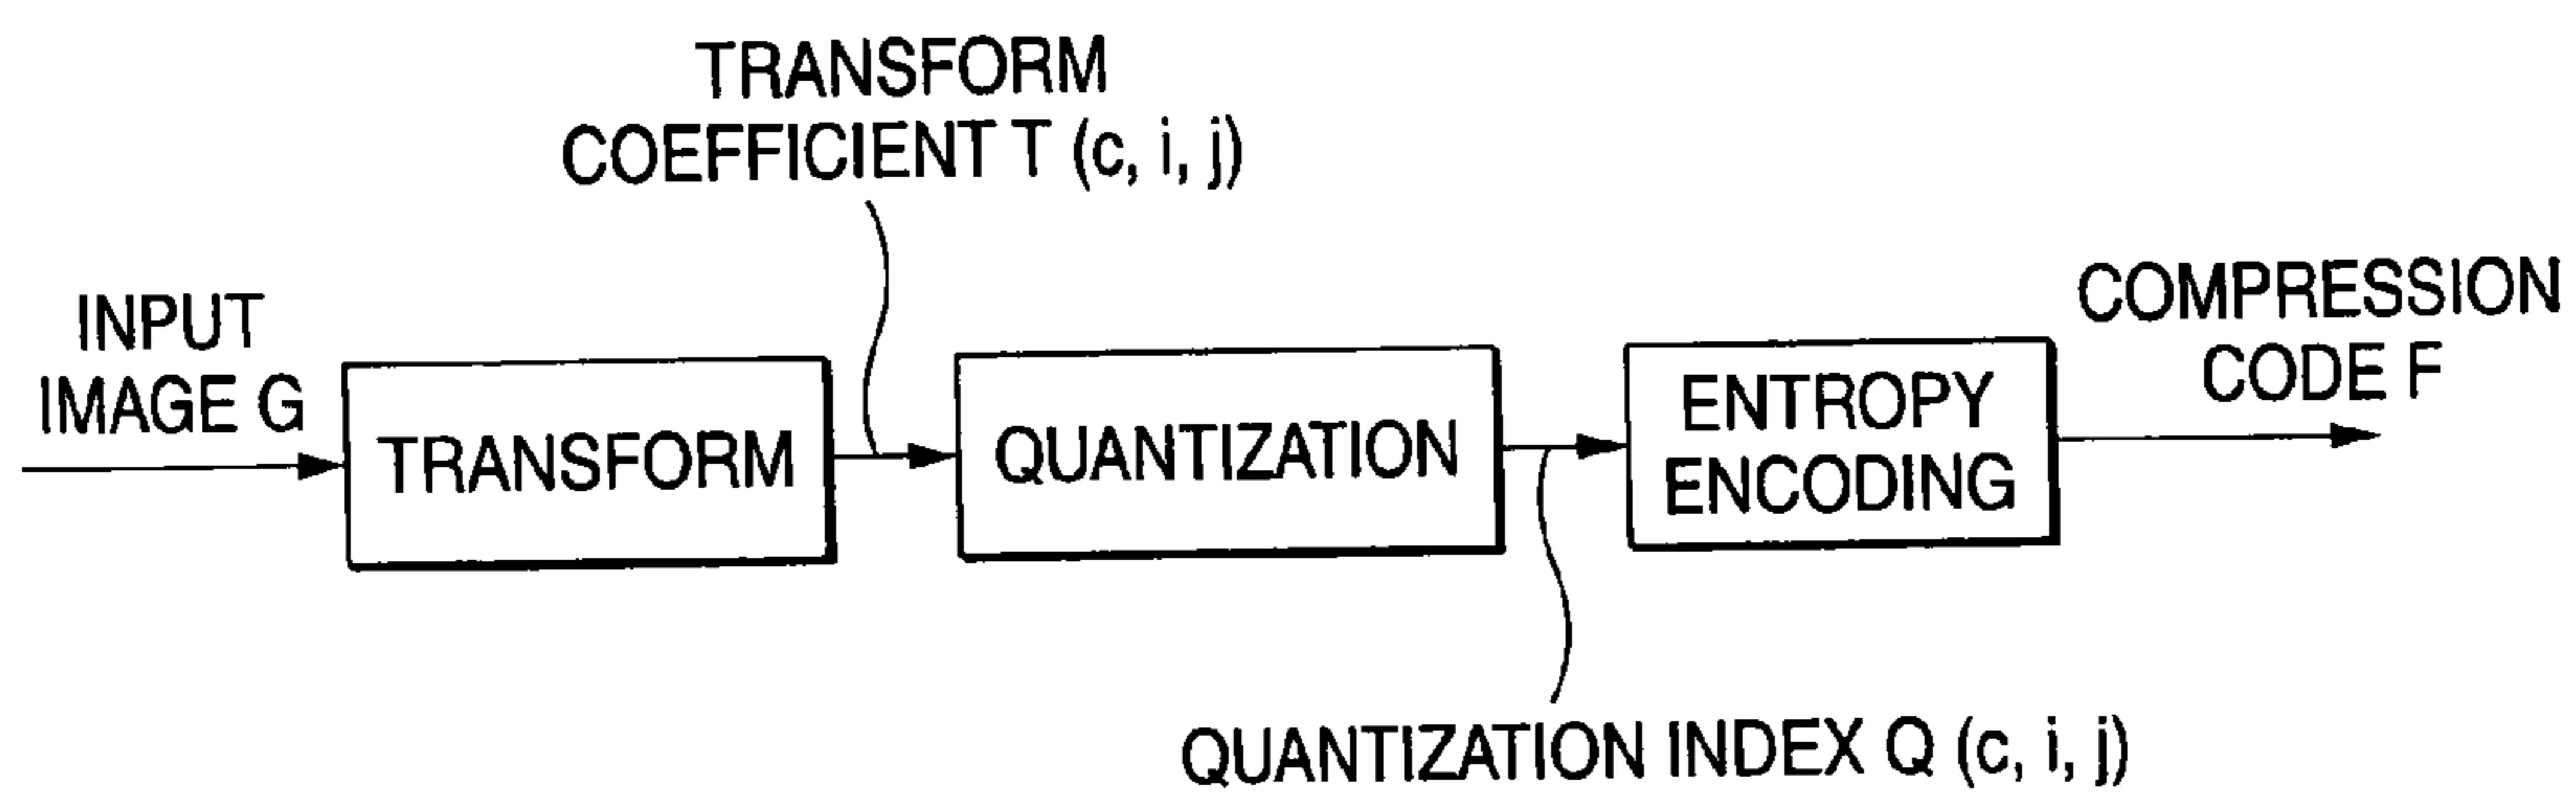 TRANSFORM
COEFFICIENT T (c, i, j)
INPUT
IMAGE G
TRANSFORM
QUANTIZATION
ENTROPY
ENCODING
COMPRESSION
CODE F
QUANTIZATION INDEX Q (c, i, j)